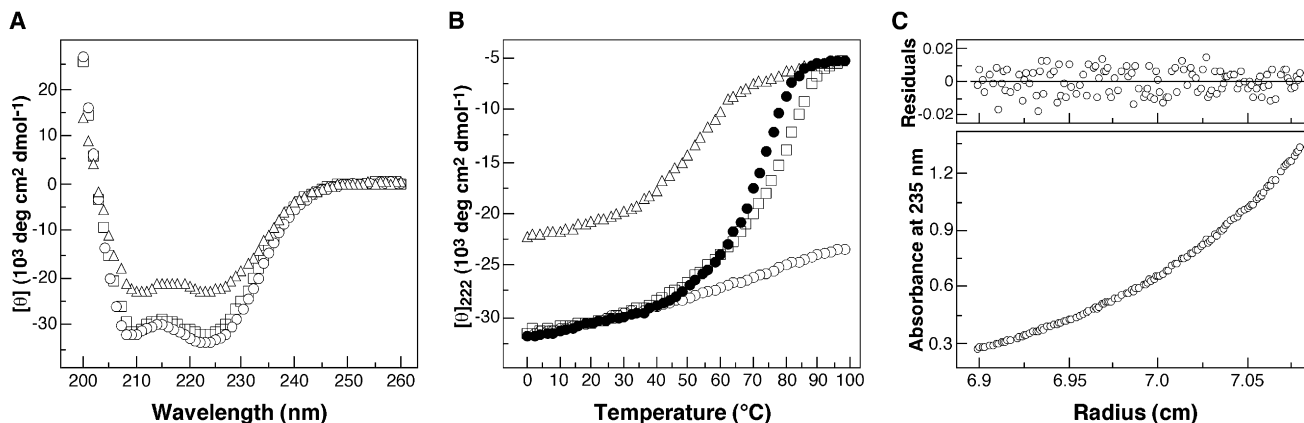 A
[θ] (10³ deg cm2 dmol-1)
20
10
0
-20
-30
200 210 220 230 240 250 260
Wavelength (nm)
B
[θ]222 (10³ deg cm2 dmol-1)
-5
-10
-15
-20
-25
-30
0 10 20 30 40 50 60 70 80 90 100
Temperature (°C)
C
Residuals
0.02
0
-0.02
Absorbance at 235 nm
1.2
0.9
0.6
0.3
6.9 6.95 7.0 7.05
Radius (cm)